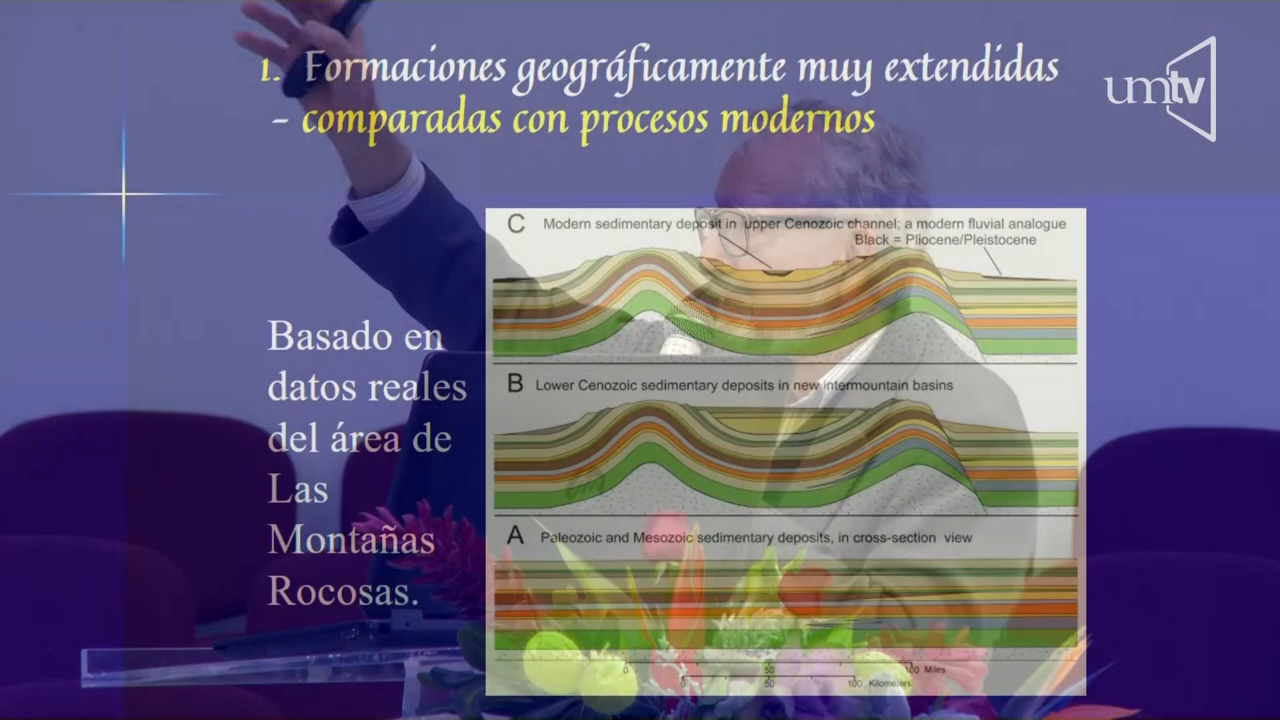 1. Formaciones geográficamente muy extendidas
- comparadas con procesos modernos
umtv
Basado en
datos reales
del área de
Las
Montañas
Rocosas.
C Modern sedimentary deposit in upper Cenozoic channel; a modern fluvial analogue
Black = Pliocene/Pleistocene
B Lower Cenozoic sedimentary deposits in new intermountain basins
A Paleozoic and Mesozoic sedimentary deposits, in cross-section view
0 50 100 Miles
50 100 Kilometers